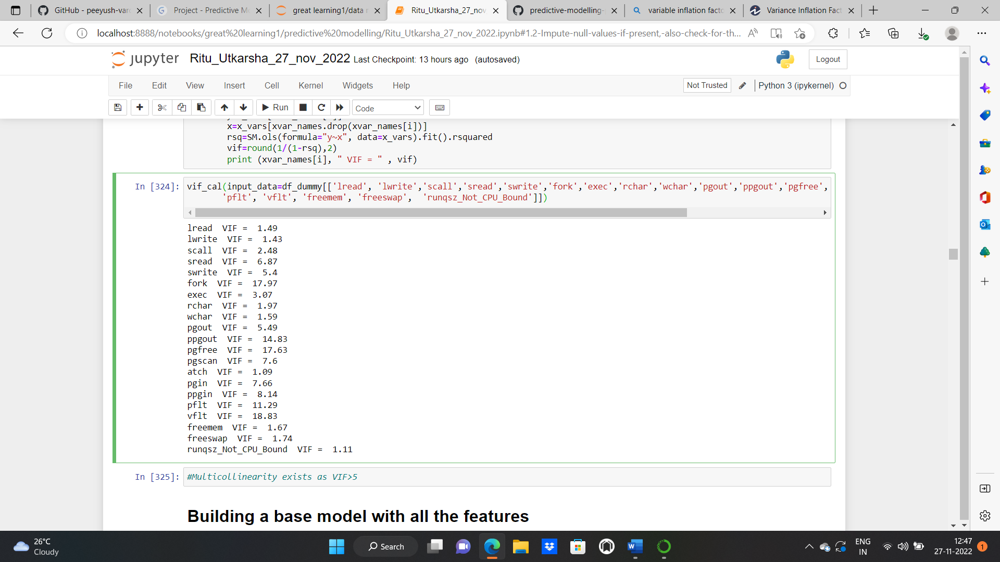 GitHub - peeyush-var
Project - Predictive M
great learning1/data r
Ritu_Utkarsha_27_nov
predictive-modelling-
variable inflation facto
Variance Inflation Fact
localhost:8888/notebooks/great%20learning1/predictive%20modelling/Ritu_Utkarsha_27_nov_2022.ipynb#1.2-Impute-null-values-if-present,-also-check-for-th...
jupyter Ritu_Utkarsha_27_nov_2022 Last Checkpoint: 13 hours ago (autosaved)
Logout
File Edit View Insert Cell Kernel Widgets Help
Not Trusted
Python 3 (ipykernel)
Run
Code
x=x_vars[xvar_names.drop(xvar_names[i])]
rsq=SM.ols(formula="y~x", data=x_vars).fit().rsquared
vif=round(1/(1-rsq),2)
print (xvar_names[i], " VIF = " , vif)
In [324]: vif_cal(input_data=df_dummy[['lread', 'lwrite','scall','sread','swrite','fork','exec','rchar','wchar','pgout','ppgout','pgfree',
'pflt', 'vflt', 'freemem', 'freeswap', 'runqsz_Not_CPU_Bound']])
lread VIF = 1.49
lwrite VIF = 1.43
scall VIF = 2.48
sread VIF = 6.87
swrite VIF = 5.4
fork VIF = 17.97
exec VIF = 3.07
rchar VIF = 1.97
wchar VIF = 1.59
pgout VIF = 5.49
ppgout VIF = 14.83
pgfree VIF = 17.63
pgscan VIF = 7.6
atch VIF = 1.09
pgin VIF = 7.66
ppgin VIF = 8.14
pflt VIF = 11.29
vflt VIF = 18.83
freemem VIF = 1.67
freeswap VIF = 1.74
runqsz_Not_CPU_Bound VIF = 1.11
In [325]: #Multicollinearity exists as VIF>5
Building a base model with all the features
26°C
Cloudy
Search
ENG
IN
12:47
27-11-2022
1